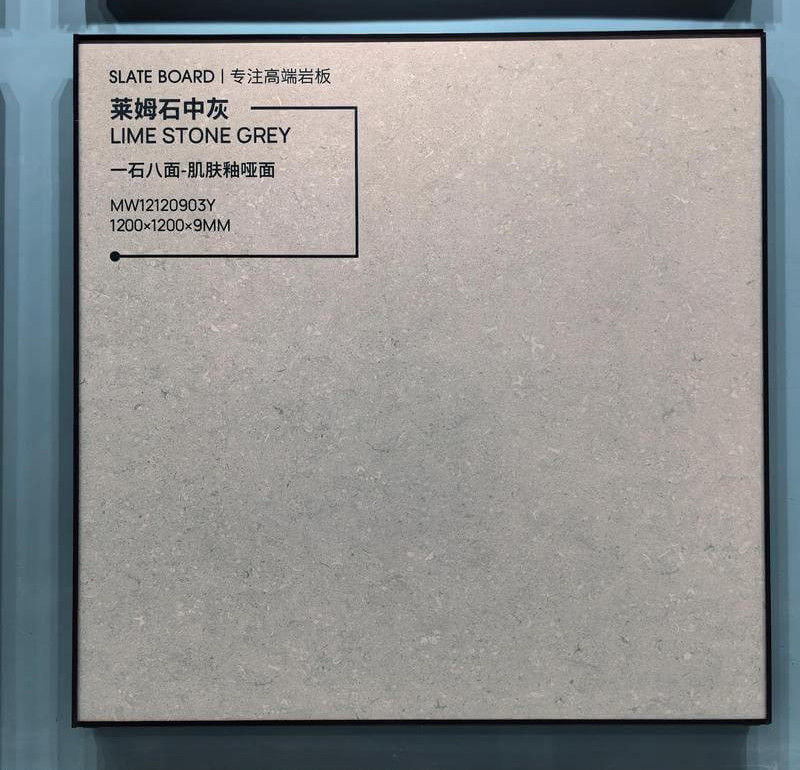 SLATE BOARD | 专注高端岩板
莱姆石中灰
LIME STONE GREY
一石八面-肌肤釉哑面
MW12120903Y
1200×1200×9MM